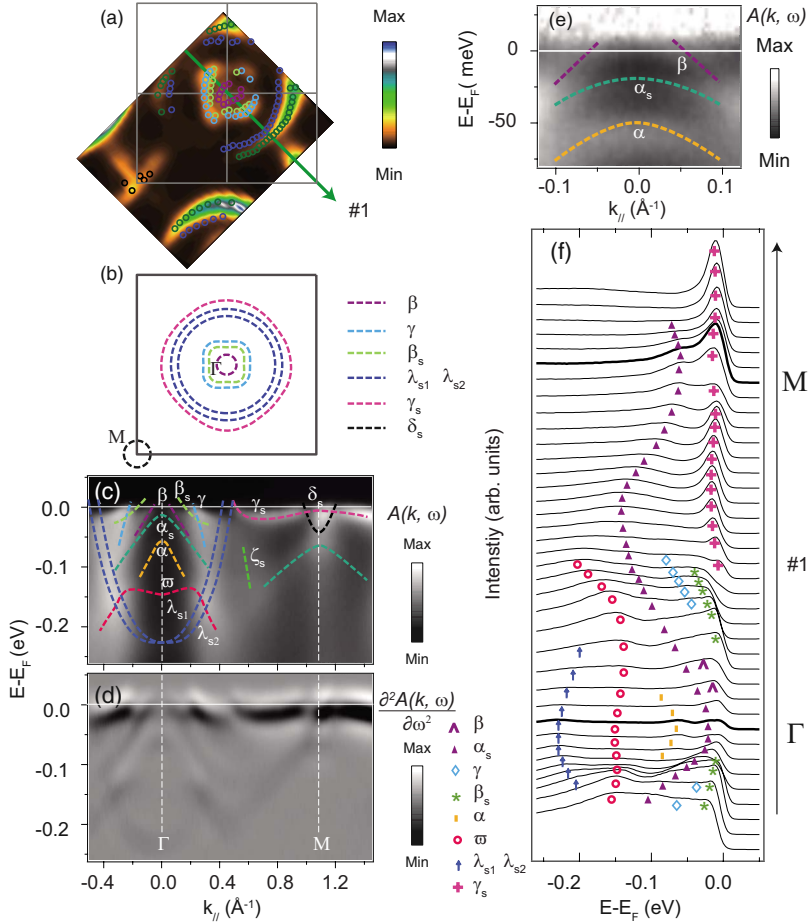 (a)
Max
Min
#1
(b)
Γ
M
β
γ
βs
λs1 λs2
γs
δs
(c)
β
βs
γ
αs
α
ϖ
λs1
λs2
ζs
γs
δs
0.0
-0.1
-0.2
E-EF (eV)
A(k, ω)
Max
Min
(d)
0.0
-0.1
-0.2
Γ
M
-0.4
0.0
0.4
0.8
1.2
k// (Å-1)
∂²A(k, ω)
∂ω²
Max
Min
β
αs
γ
βs
α
ϖ
λs1 λs2
γs
(e)
A(k, ω)
Max
Min
0
-50
E-EF( meV)
β
αs
α
-0.1
0.0
0.1
k// (Å-1)
(f)
Intenstiy (arb. units)
M
#1
Γ
-0.2
-0.1
0.0
E-EF (eV)